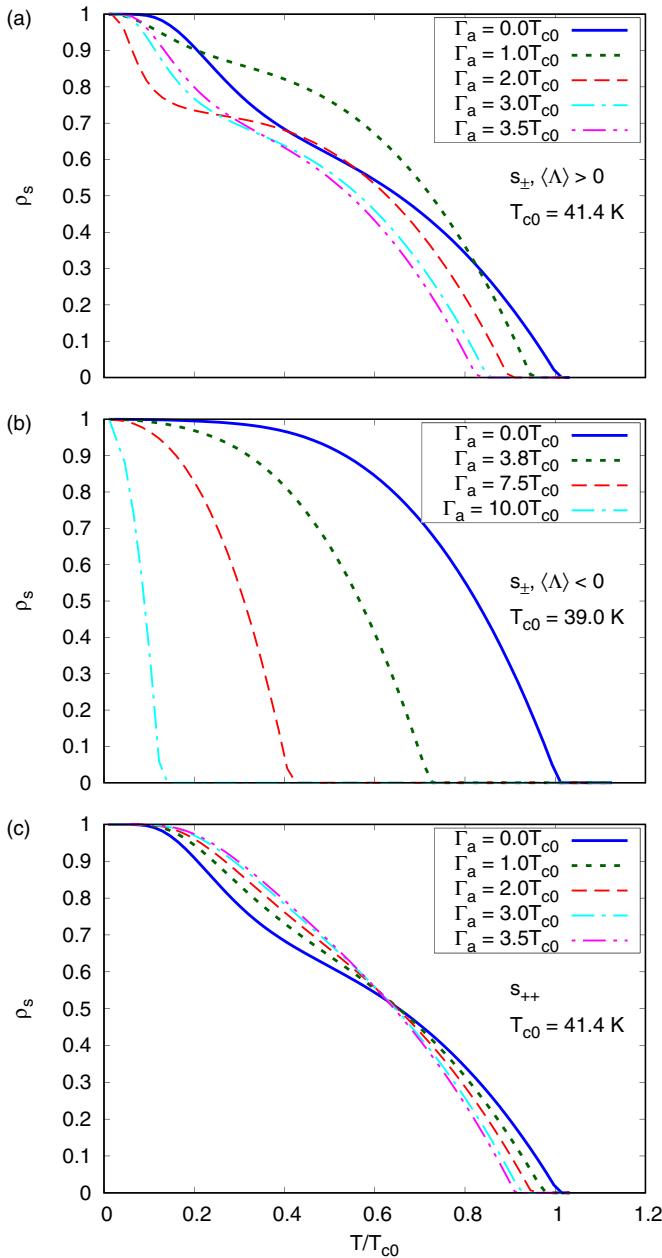 (a)
1
0.9
0.8
0.7
0.6
0.5
0.4
0.3
0.2
0.1
0
ρs
Γa = 0.0Tc0
Γa = 1.0Tc0
Γa = 2.0Tc0
Γa = 3.0Tc0
Γa = 3.5Tc0
s±, ⟨Λ⟩ > 0
Tc0 = 41.4 K
(b)
1
0.9
0.8
0.7
0.6
0.5
0.4
0.3
0.2
0.1
0
ρs
Γa = 0.0Tc0
Γa = 3.8Tc0
Γa = 7.5Tc0
Γa = 10.0Tc0
s±, ⟨Λ⟩ < 0
Tc0 = 39.0 K
(c)
1
0.9
0.8
0.7
0.6
0.5
0.4
0.3
0.2
0.1
0
ρs
Γa = 0.0Tc0
Γa = 1.0Tc0
Γa = 2.0Tc0
Γa = 3.0Tc0
Γa = 3.5Tc0
s++
Tc0 = 41.4 K
0 0.2 0.4 0.6 0.8 1 1.2
T/Tc0